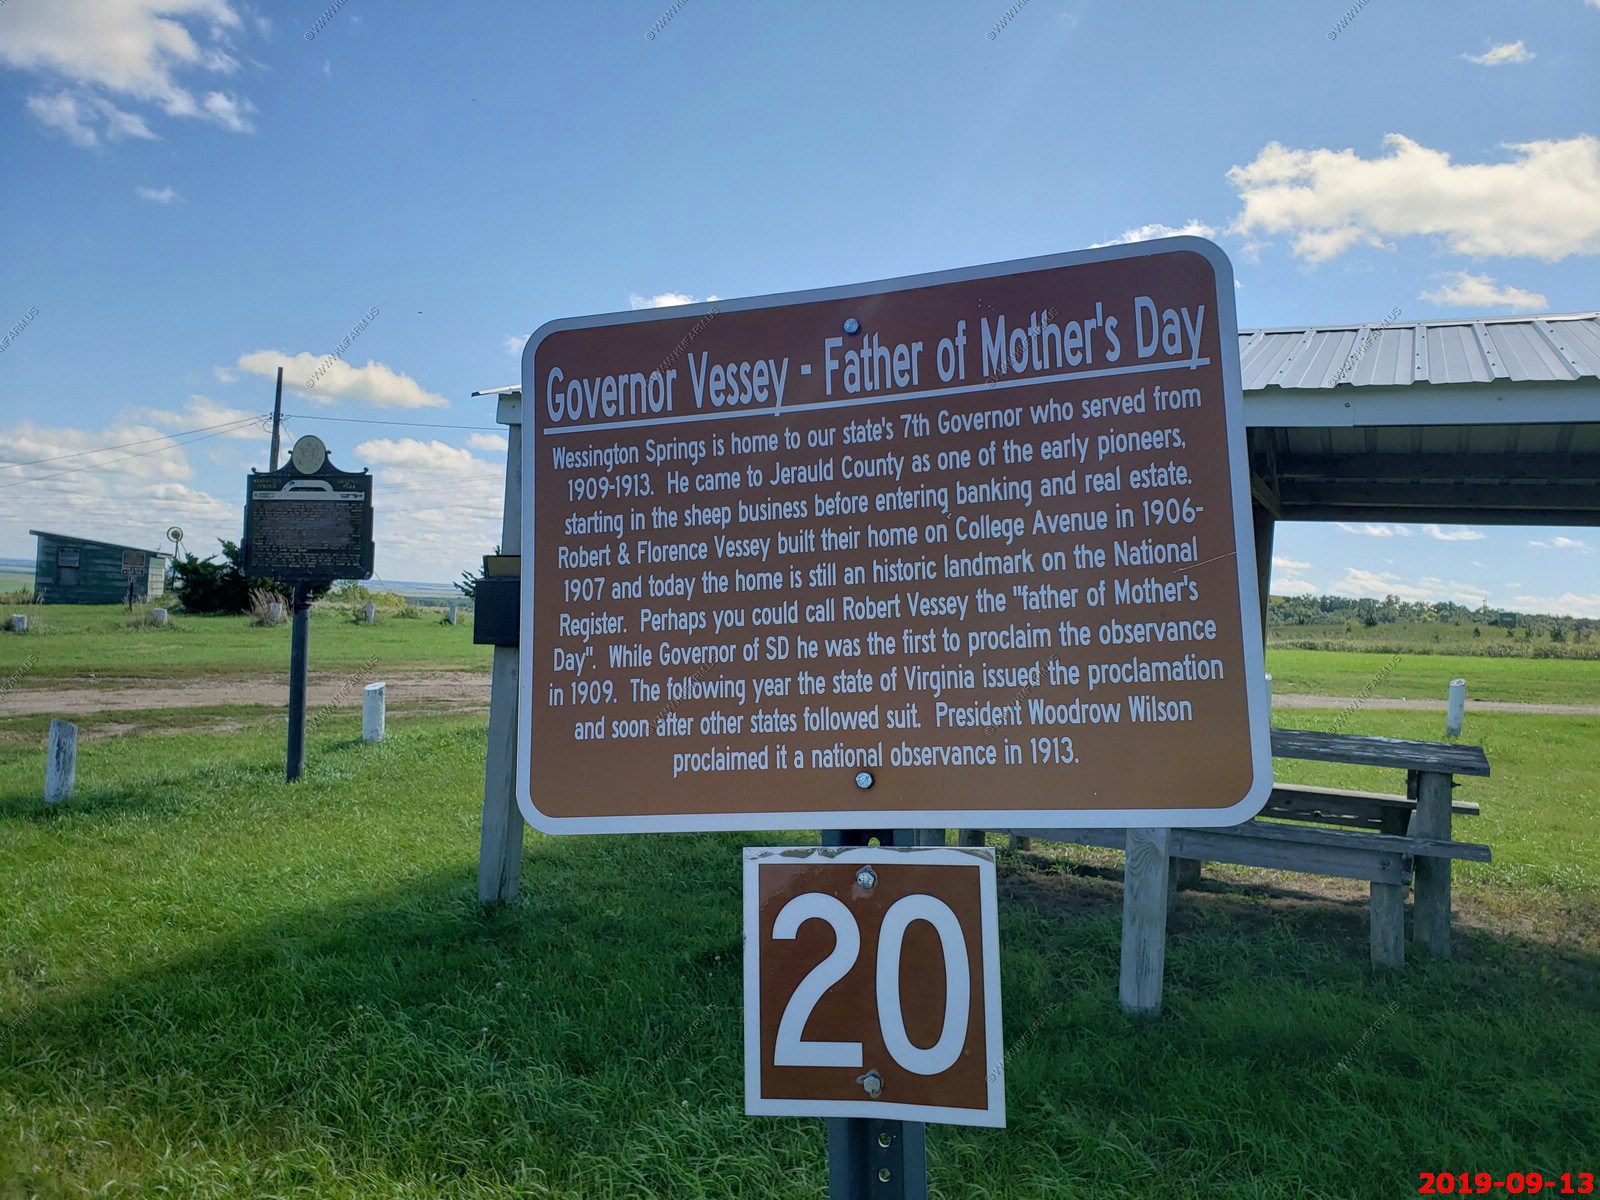 Governor Vessey - Father of Mother's Day
Wessington Springs is home to our state's 7th Governor who served from
1909-1913. He came to Jerauld County as one of the early pioneers,
starting in the sheep business before entering banking and real estate.
Robert & Florence Vessey built their home on College Avenue in 1906-
1907 and today the home is still an historic landmark on the National
Register. Perhaps you could call Robert Vessey the "father of Mother's
Day". While Governor of SD he was the first to proclaim the observance
in 1909. The following year the state of Virginia issued the proclamation
and soon after other states followed suit. President Woodrow Wilson
proclaimed it a national observance in 1913.
20
2019-09-13